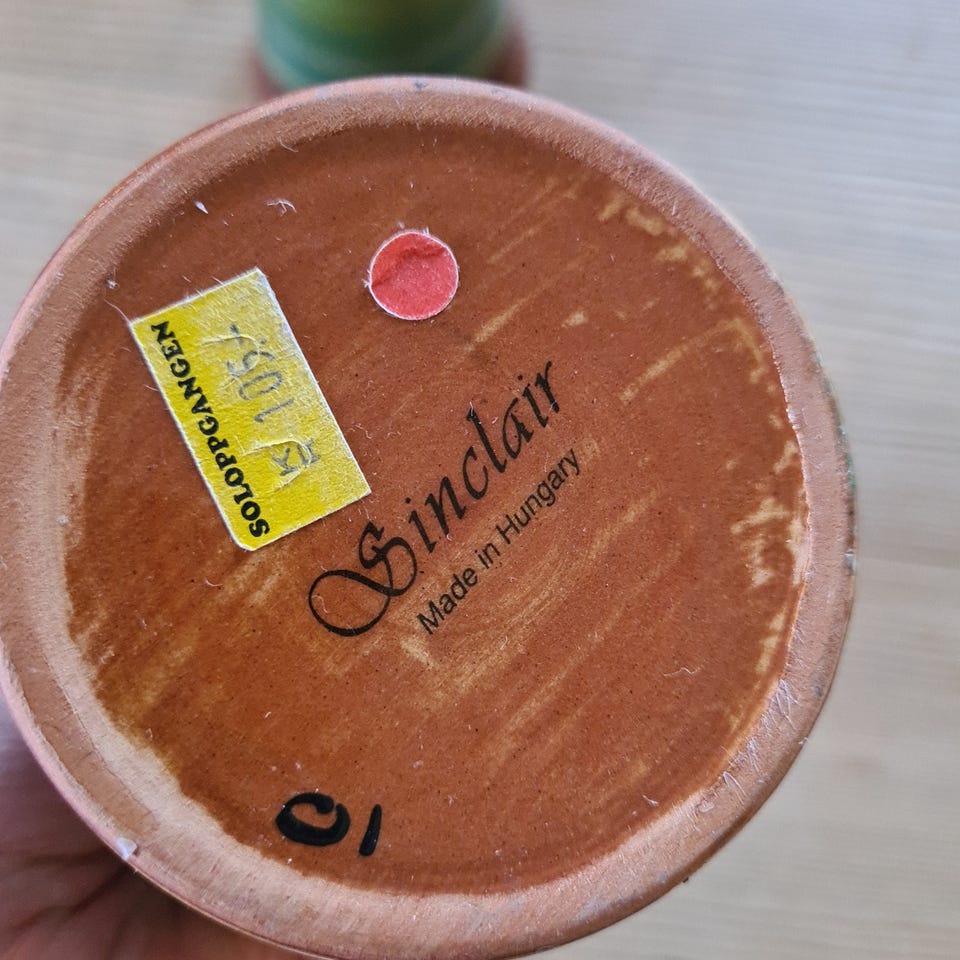 SOLOPPGANGEN
Kr 105,-
Sinclair
Made in Hungary
01